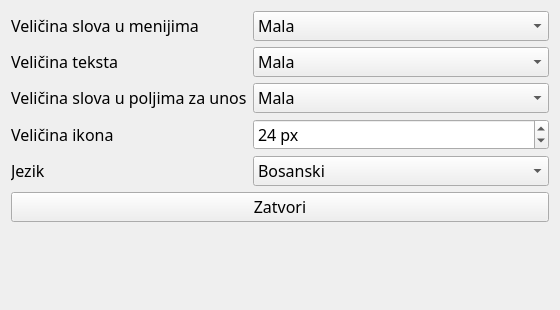 Veličina slova u menijima Mala
Veličina teksta Mala
Veličina slova u poljima za unos Mala
Veličina ikona 24 px
Jezik Bosanski
Zatvori